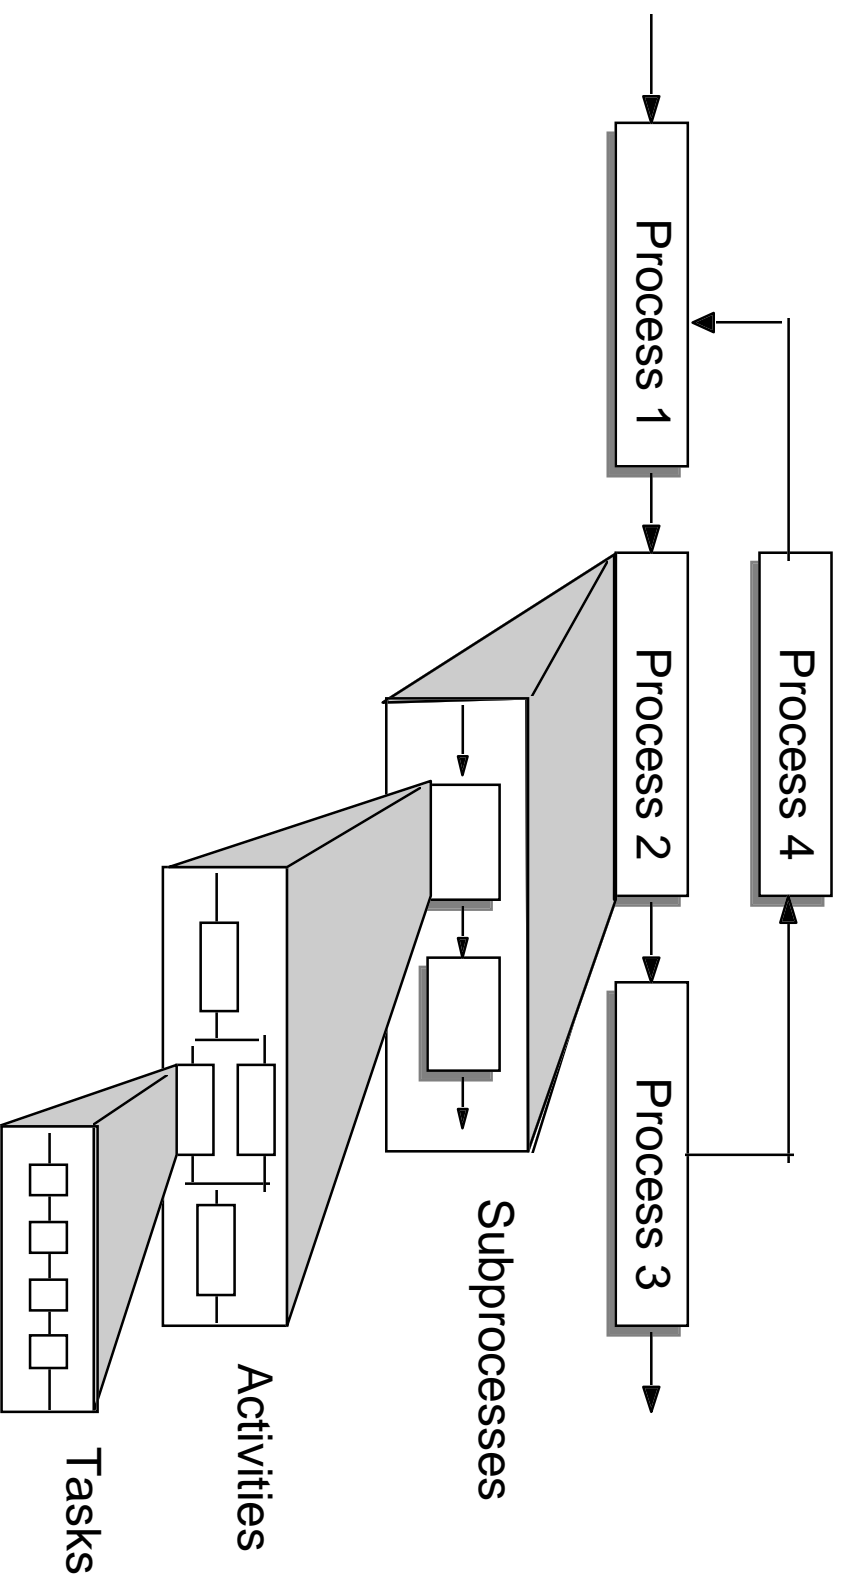 Process 4
Process 1
Process 2
Process 3
Subprocesses
Activities
Tasks